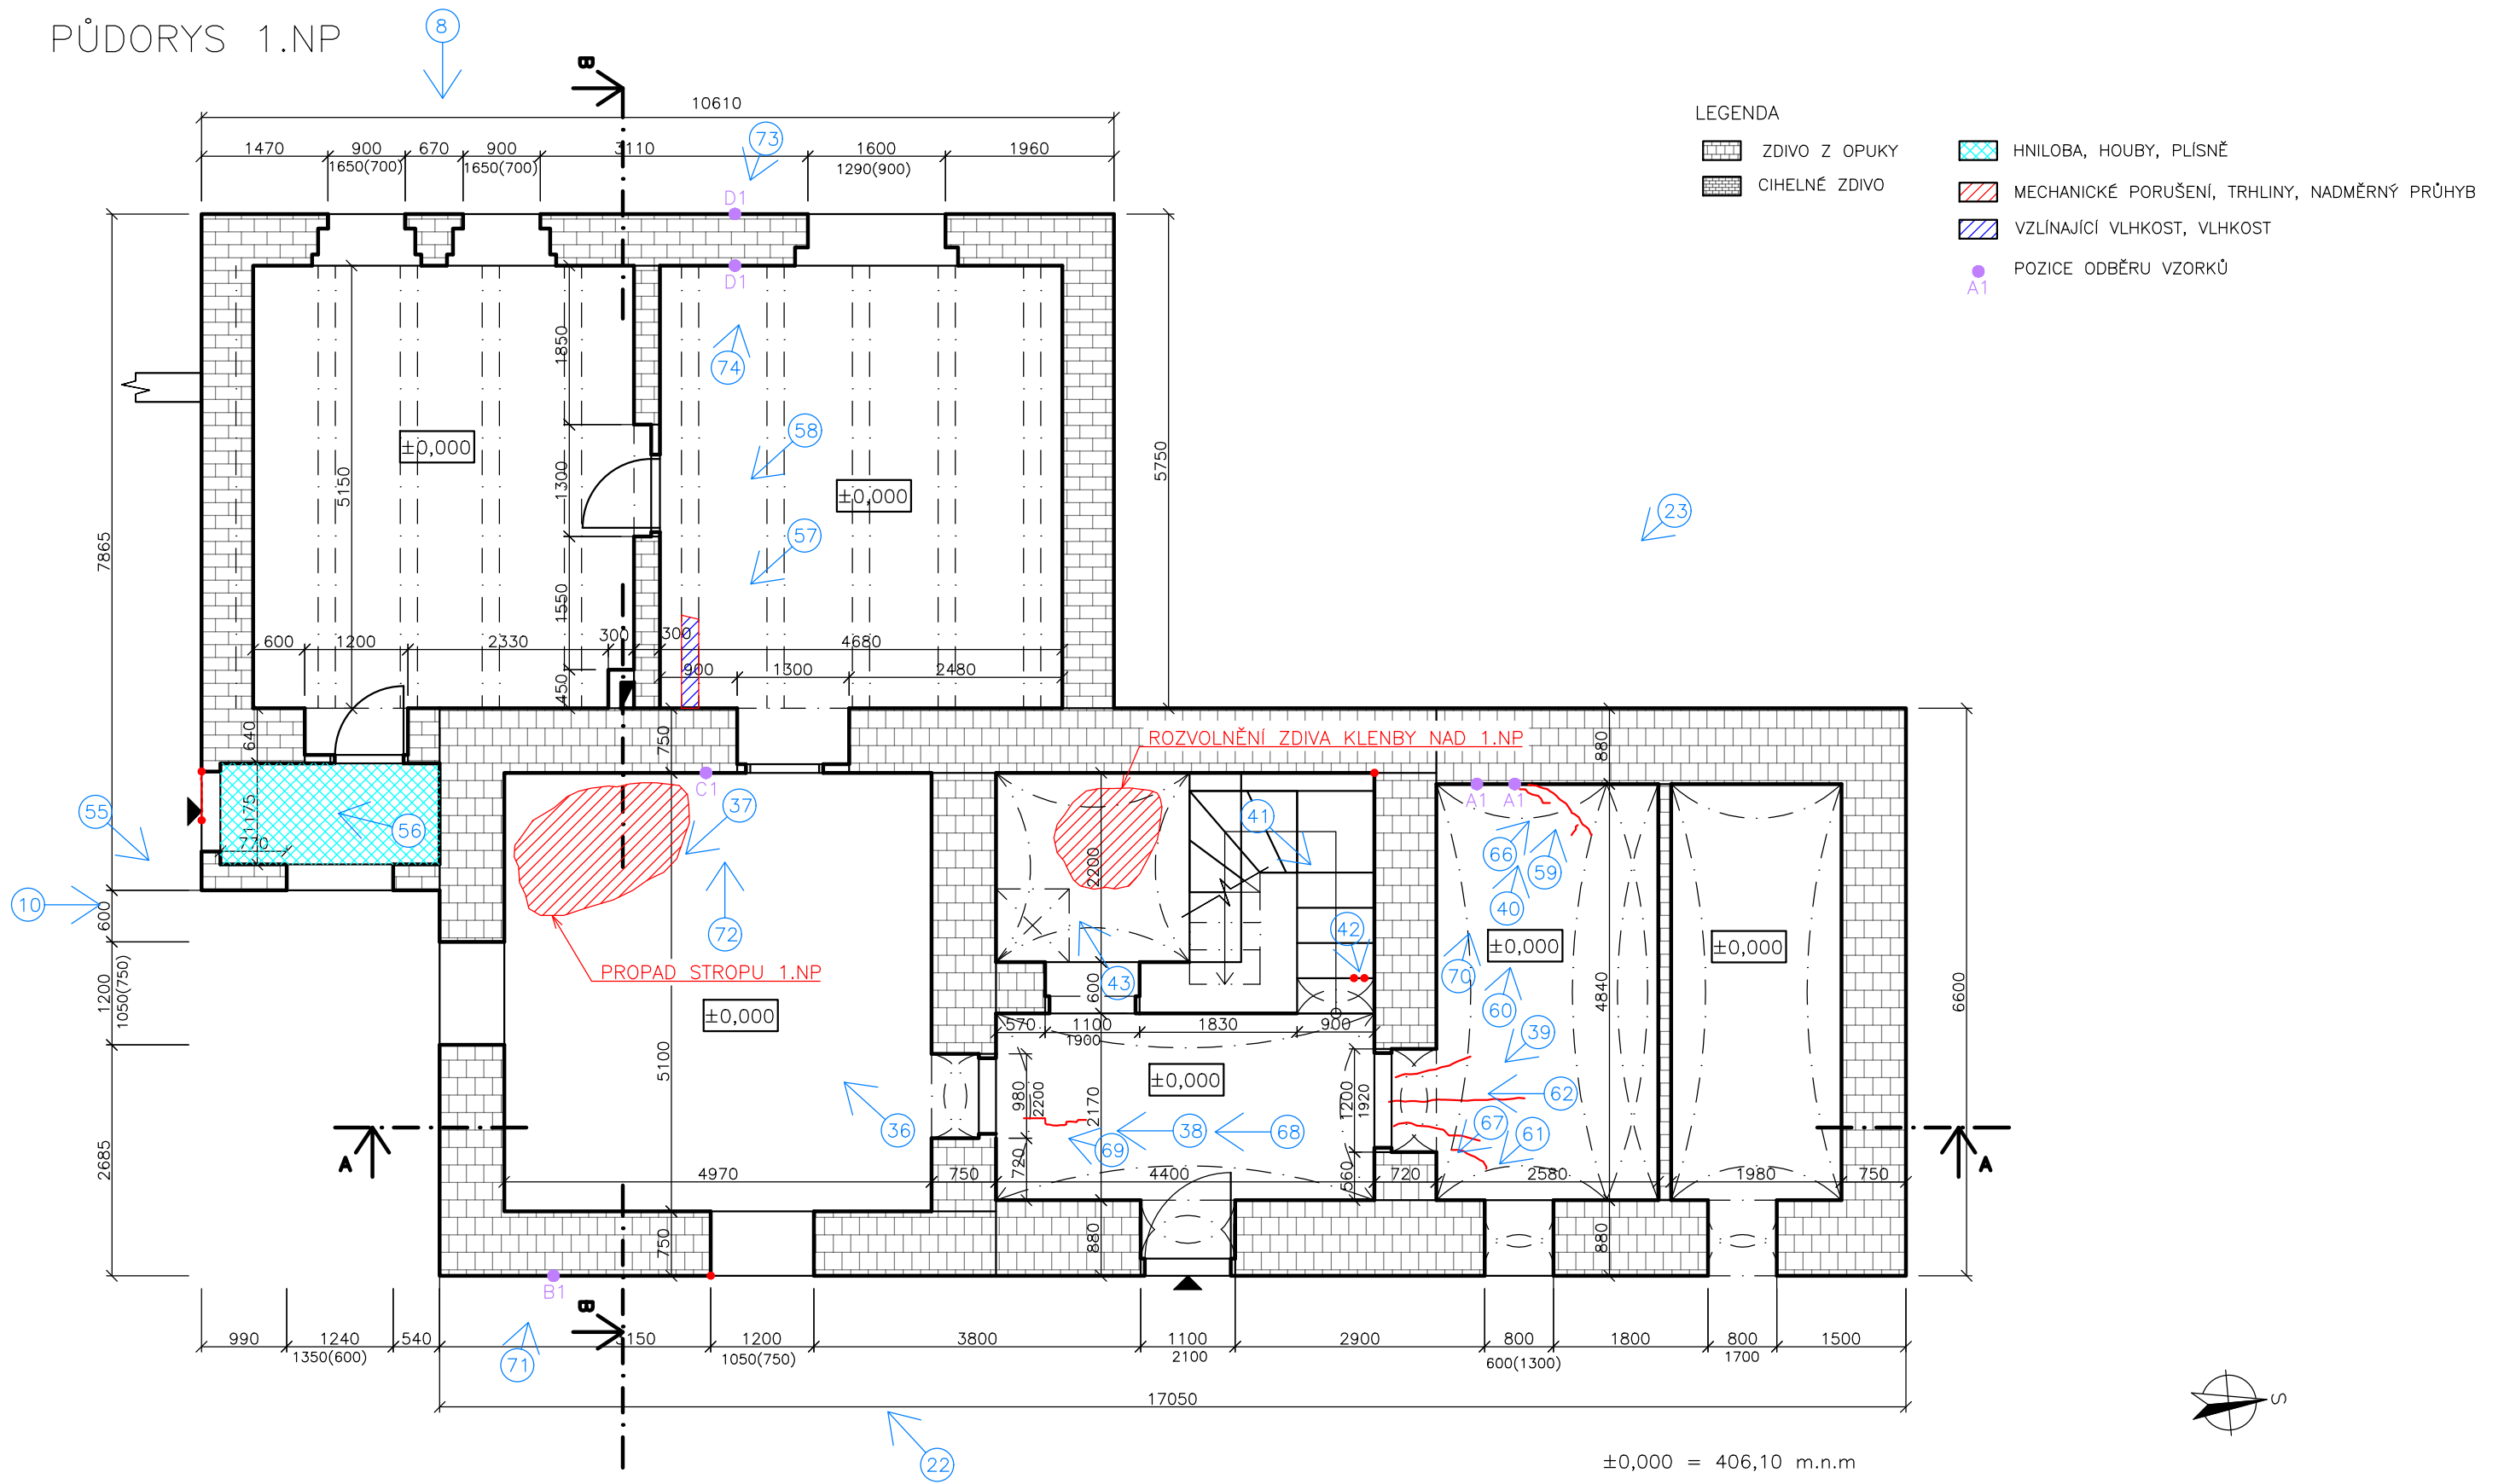 PŮDORYS 1.NP
8
B
10610
73
LEGENDA
1470 900 670 900 3110 1600 1960
1650(700) 1650(700) 1290(900)
ZDIVO Z OPUKY
CIHELNÉ ZDIVO
HNILOBA, HOUBY, PLÍSNĚ
MECHANICKÉ PORUŠENÍ, TRHLINY, NADMĚRNÝ PRŮHYB
VZLÍNAJÍCÍ VLHKOST, VLHKOST
POZICE ODBĚRU VZORKŮ
A1
D1
D1
1850
74
58
±0,000
5750
5150
1300
±0,000
23
57
7865
1550
600 1200 2330 300 300 4680
900 1300 2480
450
640
750
ROZVOLNĚNÍ ZDIVA KLENBY NAD 1.NP
880
C1
A1 A1
55
1175
56
37
41
770
66
59
2200
10
600
72
40
42
±0,000
±0,000
PROPAD STROPU 1.NP
43
70
1200
1050(750)
600
60
4840
6600
±0,000
570 1100 1830 900
1900
39
5100
±0,000
980
2200
2170
1200
1920
62
36
38
68
67
61
69
A
A
2685
720
560
4970 750 4400 720 2580 1980 750
750
880
880
B1
B
990 1240 540 3150 1200 3800 1100 2900 800 1800 800 1500
1350(600) 1050(750) 2100 600(1300) 1700
71
17050
S
22
±0,000 = 406,10 m.n.m